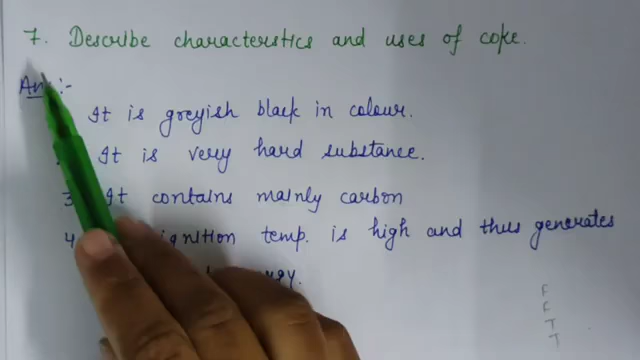 7. Describe characterstics and uses of coke.
Ans:-
It is greyish black in colour.
It is very hard substance.
3. It contains mainly carbon
4. ignition temp. is high and thus generates
F
F
T
T